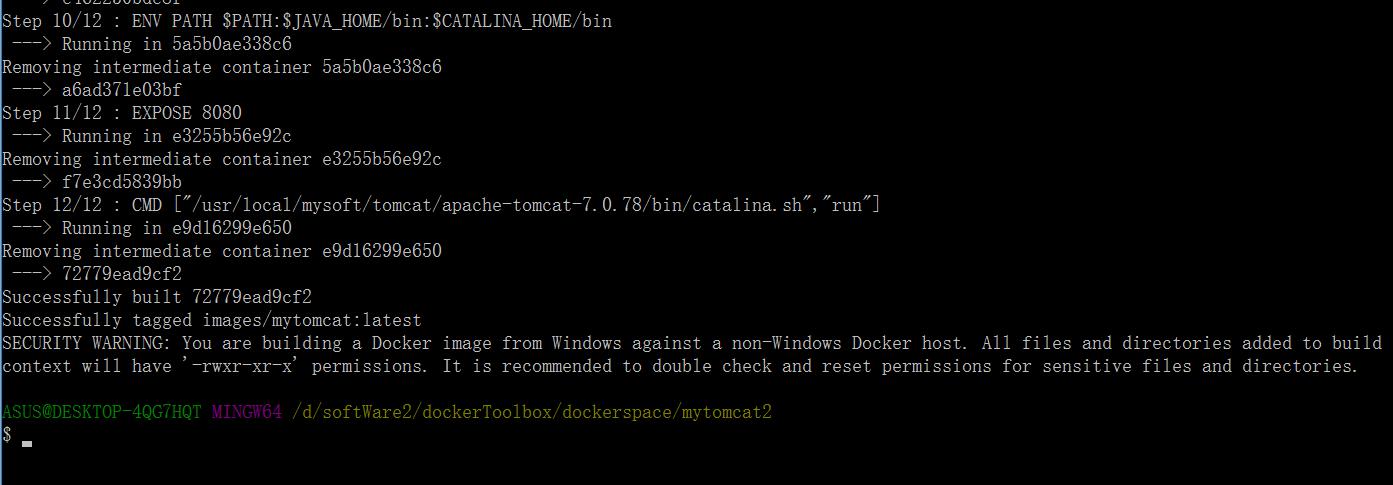 Step 10/12 : ENV PATH $PATH:$JAVA_HOME/bin:$CATALINA_HOME/bin
 ---> Running in 5a5b0ae338c6
Removing intermediate container 5a5b0ae338c6
 ---> a6ad371e03bf
Step 11/12 : EXPOSE 8080
 ---> Running in e3255b56e92c
Removing intermediate container e3255b56e92c
 ---> f7e3cd5839bb
Step 12/12 : CMD ["/usr/local/mysoft/tomcat/apache-tomcat-7.0.78/bin/catalina.sh","run"]
 ---> Running in e9d16299e650
Removing intermediate container e9d16299e650
 ---> 72779ead9cf2
Successfully built 72779ead9cf2
Successfully tagged images/mytomcat:latest
SECURITY WARNING: You are building a Docker image from Windows against a non-Windows Docker host. All files and directories added to build
context will have '-rwxr-xr-x' permissions. It is recommended to double check and reset permissions for sensitive files and directories.
ASUS@DESKTOP-4QG7HQT MINGW64 /d/softWare2/dockerToolbox/dockerspace/mytomcat2
$